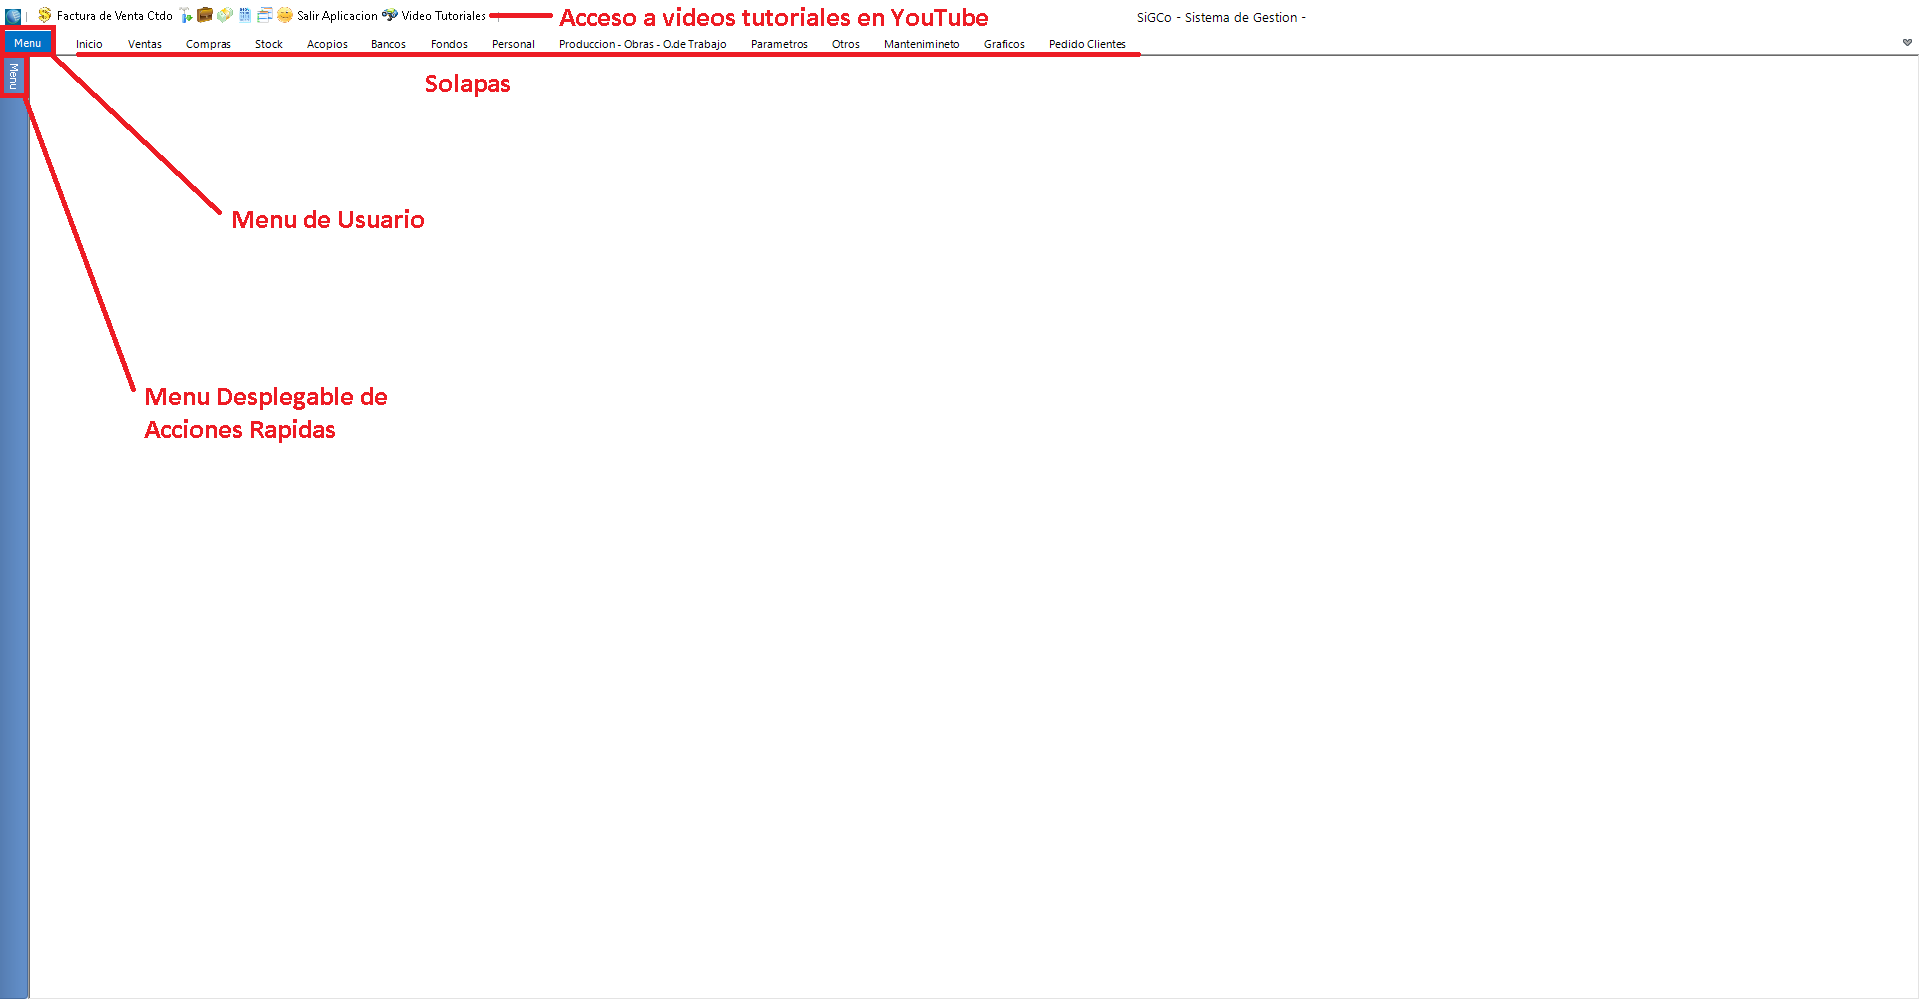 Factura de Venta Ctdo Salir Aplicacion Video Tutoriales Acceso a videos tutoriales en YouTube SiGCo - Sistema de Gestion -
Menu Inicio Ventas Compras Stock Acopios Bancos Fondos Personal Produccion - Obras - O.de Trabajo Parametros Otros Mantenimineto Graficos Pedido Clientes
Menu
Solapas
Menu de Usuario
Menu Desplegable de
Acciones Rapidas